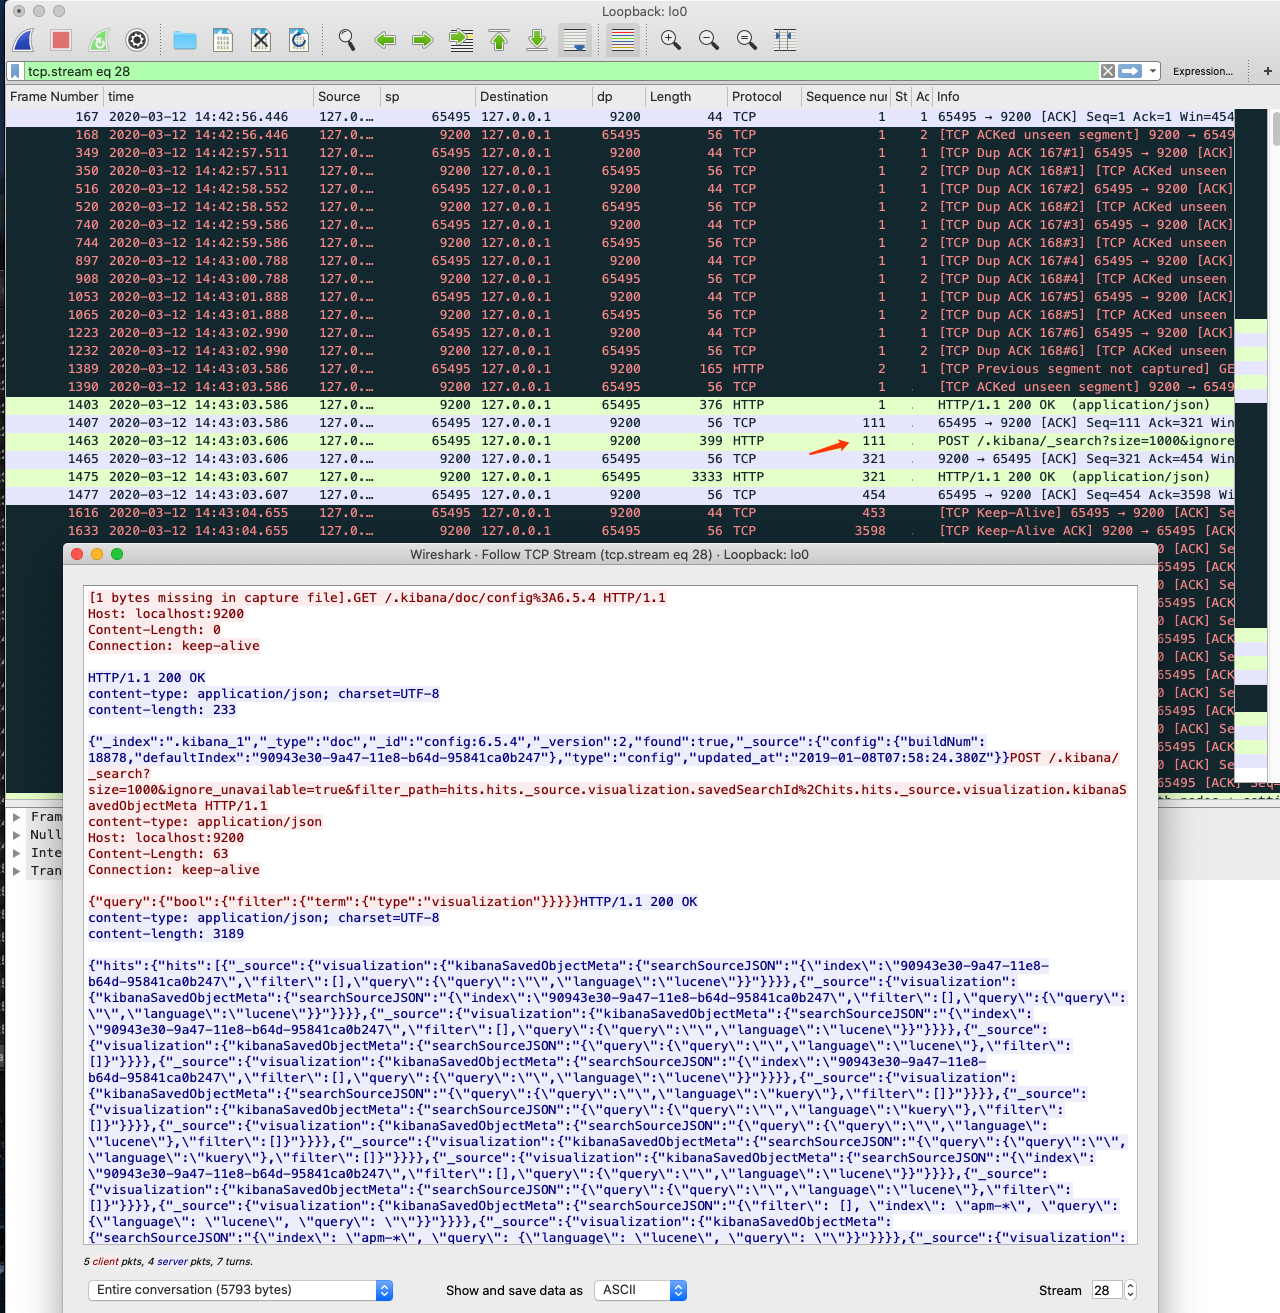 Loopback: lo0
tcp.stream eq 28 Expression... +
Frame Number time Source sp Destination dp Length Protocol Sequence nui St Ac Info
167 2020-03-12 14:42:56.446 127.0.… 65495 127.0.0.1 9200 44 TCP 1 1 65495 → 9200 [ACK] Seq=1 Ack=1 Win=454
168 2020-03-12 14:42:56.446 127.0.… 9200 127.0.0.1 65495 56 TCP 1 2 [TCP ACKed unseen segment] 9200 → 6549
349 2020-03-12 14:42:57.511 127.0.… 65495 127.0.0.1 9200 44 TCP 1 1 [TCP Dup ACK 167#1] 65495 → 9200 [ACK]
350 2020-03-12 14:42:57.511 127.0.… 9200 127.0.0.1 65495 56 TCP 1 2 [TCP Dup ACK 168#1] [TCP ACKed unseen
516 2020-03-12 14:42:58.552 127.0.… 65495 127.0.0.1 9200 44 TCP 1 1 [TCP Dup ACK 167#2] 65495 → 9200 [ACK]
520 2020-03-12 14:42:58.552 127.0.… 9200 127.0.0.1 65495 56 TCP 1 2 [TCP Dup ACK 168#2] [TCP ACKed unseen
740 2020-03-12 14:42:59.586 127.0.… 65495 127.0.0.1 9200 44 TCP 1 1 [TCP Dup ACK 167#3] 65495 → 9200 [ACK]
744 2020-03-12 14:42:59.586 127.0.… 9200 127.0.0.1 65495 56 TCP 1 2 [TCP Dup ACK 168#3] [TCP ACKed unseen
897 2020-03-12 14:43:00.788 127.0.… 65495 127.0.0.1 9200 44 TCP 1 1 [TCP Dup ACK 167#4] 65495 → 9200 [ACK]
908 2020-03-12 14:43:00.788 127.0.… 9200 127.0.0.1 65495 56 TCP 1 2 [TCP Dup ACK 168#4] [TCP ACKed unseen
1053 2020-03-12 14:43:01.888 127.0.… 65495 127.0.0.1 9200 44 TCP 1 1 [TCP Dup ACK 167#5] 65495 → 9200 [ACK]
1065 2020-03-12 14:43:01.888 127.0.… 9200 127.0.0.1 65495 56 TCP 1 2 [TCP Dup ACK 168#5] [TCP ACKed unseen
1223 2020-03-12 14:43:02.990 127.0.… 65495 127.0.0.1 9200 44 TCP 1 1 [TCP Dup ACK 167#6] 65495 → 9200 [ACK]
1232 2020-03-12 14:43:02.990 127.0.… 9200 127.0.0.1 65495 56 TCP 1 2 [TCP Dup ACK 168#6] [TCP ACKed unseen
1389 2020-03-12 14:43:03.586 127.0.… 65495 127.0.0.1 9200 165 HTTP 2 1 [TCP Previous segment not captured] GE
1390 2020-03-12 14:43:03.586 127.0.… 9200 127.0.0.1 65495 56 TCP 1 . [TCP ACKed unseen segment] 9200 → 6549
1403 2020-03-12 14:43:03.586 127.0.… 9200 127.0.0.1 65495 376 HTTP 1 . HTTP/1.1 200 OK (application/json)
1407 2020-03-12 14:43:03.586 127.0.… 65495 127.0.0.1 9200 56 TCP 111 . 65495 → 9200 [ACK] Seq=111 Ack=321 Win
1463 2020-03-12 14:43:03.606 127.0.… 65495 127.0.0.1 9200 399 HTTP 111 . POST /.kibana/_search?size=1000&ignore
1465 2020-03-12 14:43:03.606 127.0.… 9200 127.0.0.1 65495 56 TCP 321 . 9200 → 65495 [ACK] Seq=321 Ack=454 Win
1475 2020-03-12 14:43:03.607 127.0.… 9200 127.0.0.1 65495 3333 HTTP 321 . HTTP/1.1 200 OK (application/json)
1477 2020-03-12 14:43:03.607 127.0.… 65495 127.0.0.1 9200 56 TCP 454 . 65495 → 9200 [ACK] Seq=454 Ack=3598 Wi
1616 2020-03-12 14:43:04.655 127.0.… 65495 127.0.0.1 9200 44 TCP 453 . [TCP Keep-Alive] 65495 → 9200 [ACK] Se
1633 2020-03-12 14:43:04.655 127.0.… 9200 127.0.0.1 65495 56 TCP 3598 . [TCP Keep-Alive ACK] 9200 → 65495 [ACK
Wireshark · Follow TCP Stream (tcp.stream eq 28) · Loopback: lo0
[1 bytes missing in capture file].GET /.kibana/doc/config%3A6.5.4 HTTP/1.1
Host: localhost:9200
Content-Length: 0
Connection: keep-alive
HTTP/1.1 200 OK
content-type: application/json; charset=UTF-8
content-length: 233
{"_index":".kibana_1","_type":"doc","_id":"config:6.5.4","_version":2,"found":true,"_source":{"config":{"buildNum":
18878,"defaultIndex":"90943e30-9a47-11e8-b64d-95841ca0b247"},"type":"config","updated_at":"2019-01-08T07:58:24.380Z"}}POST /.kibana/
_search?
size=1000&ignore_unavailable=true&filter_path=hits.hits._source.visualization.savedSearchId%2Chits.hits._source.visualization.kibanaS
avedObjectMeta HTTP/1.1
content-type: application/json
Host: localhost:9200
Content-Length: 63
Connection: keep-alive
{"query":{"bool":{"filter":{"term":{"type":"visualization"}}}}}HTTP/1.1 200 OK
content-type: application/json; charset=UTF-8
content-length: 3189
{"hits":{"hits":[{"_source":{"visualization":{"kibanaSavedObjectMeta":{"searchSourceJSON":"{\"index\":\"90943e30-9a47-11e8-
b64d-95841ca0b247\",\"filter\":[],\"query\":{\"query\":\"\",\"language\":\"lucene\"}}"}}}},{"_source":{"visualization":
{"kibanaSavedObjectMeta":{"searchSourceJSON":"{\"index\":\"90943e30-9a47-11e8-b64d-95841ca0b247\",\"filter\":[],\"query\":{\"query\":
\"\",\"language\":\"lucene\"}}"}}}},{"_source":{"visualization":{"kibanaSavedObjectMeta":{"searchSourceJSON":"{\"index\":
\"90943e30-9a47-11e8-b64d-95841ca0b247\",\"filter\":[],\"query\":{\"query\":\"\",\"language\":\"lucene\"}}"}}}},{"_source":
{"visualization":{"kibanaSavedObjectMeta":{"searchSourceJSON":"{\"query\":{\"query\":\"\",\"language\":\"lucene\"},\"filter\":
[]}"}}}},{"_source":{"visualization":{"kibanaSavedObjectMeta":{"searchSourceJSON":"{\"index\":\"90943e30-9a47-11e8-
b64d-95841ca0b247\",\"filter\":[],\"query\":{\"query\":\"\",\"language\":\"lucene\"}}"}}}},{"_source":{"visualization":
{"kibanaSavedObjectMeta":{"searchSourceJSON":"{\"query\":{\"query\":\"\",\"language\":\"kuery\"},\"filter\":[]}"}}}},{"_source":
{"visualization":{"kibanaSavedObjectMeta":{"searchSourceJSON":"{\"query\":{\"query\":\"\",\"language\":\"kuery\"},\"filter\":
[]}"}}}},{"_source":{"visualization":{"kibanaSavedObjectMeta":{"searchSourceJSON":"{\"query\":{\"query\":\"\",\"language\":
\"lucene\"},\"filter\":[]}"}}}},{"_source":{"visualization":{"kibanaSavedObjectMeta":{"searchSourceJSON":"{\"query\":{\"query\":\"\",
\"language\":\"kuery\"},\"filter\":[]}"}}}},{"_source":{"visualization":{"kibanaSavedObjectMeta":{"searchSourceJSON":"{\"index\":
\"90943e30-9a47-11e8-b64d-95841ca0b247\",\"filter\":[],\"query\":{\"query\":\"\",\"language\":\"lucene\"}}"}}}},{"_source":
{"visualization":{"kibanaSavedObjectMeta":{"searchSourceJSON":"{\"query\":{\"query\":\"\",\"language\":\"lucene\"},\"filter\":
[]}"}}}},{"_source":{"visualization":{"kibanaSavedObjectMeta":{"searchSourceJSON":"{\"filter\": [], \"index\": \"apm-*\", \"query\":
{\"language\": \"lucene\", \"query\": \"\"}}"}}}},{"_source":{"visualization":{"kibanaSavedObjectMeta":
{"searchSourceJSON":"{\"index\": \"apm-*\", \"query\": {\"language\": \"lucene\", \"query\": \"\"}}"}}}},{"_source":{"visualization":
5 client pkts, 4 server pkts, 7 turns.
Entire conversation (5793 bytes) Show and save data as ASCII Stream 28
Fram
Null
Inte
Tran